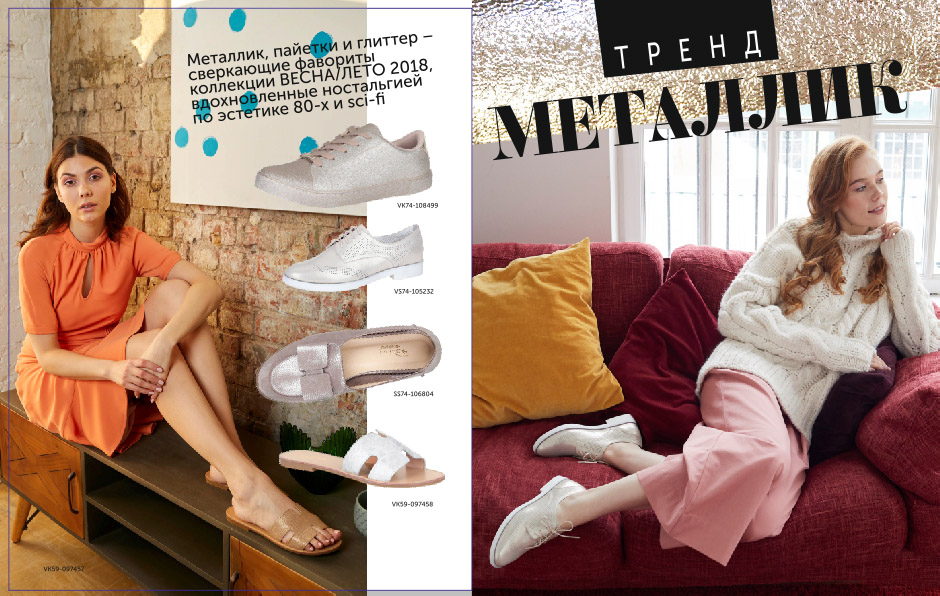 Металлик, пайетки и глиттер –
сверкающие фавориты
коллекции ВЕСНА/ЛЕТО 2018,
вдохновленные ностальгией
по эстетике 80-х и sci-fi
VK74-108499
VS74-105232
SS74-106804
VK59-097458
VK59-097457
ТРЕНД
МЕТАЛЛИК